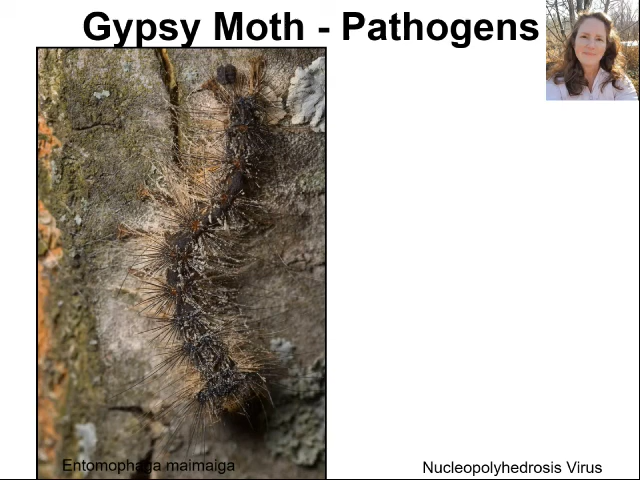 Gypsy Moth - Pathogens
Entomophaga maimaiga
Nucleopolyhedrosis Virus